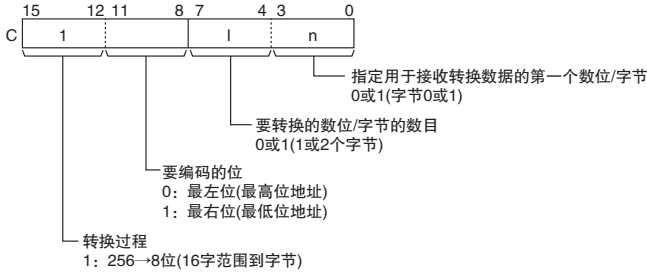 15 12 11 8 7 4 3 0
C 1 l n
指定用于接收转换数据的第一个数位/字节
0或1(字节0或1)
要转换的数位/字节的数目
0或1(1或2个字节)
要编码的位
0：最左位(最高位地址)
1：最右位(最低位地址)
转换过程
1：256→8位(16字范围到字节)